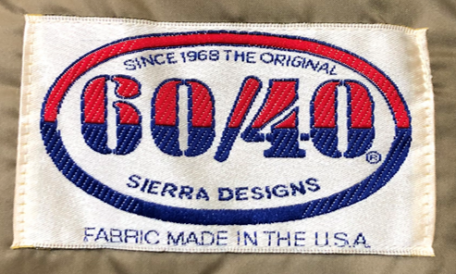 SINCE 1968 THE ORIGINAL
60/40®
SIERRA DESIGNS
FABRIC MADE IN THE U.S.A.